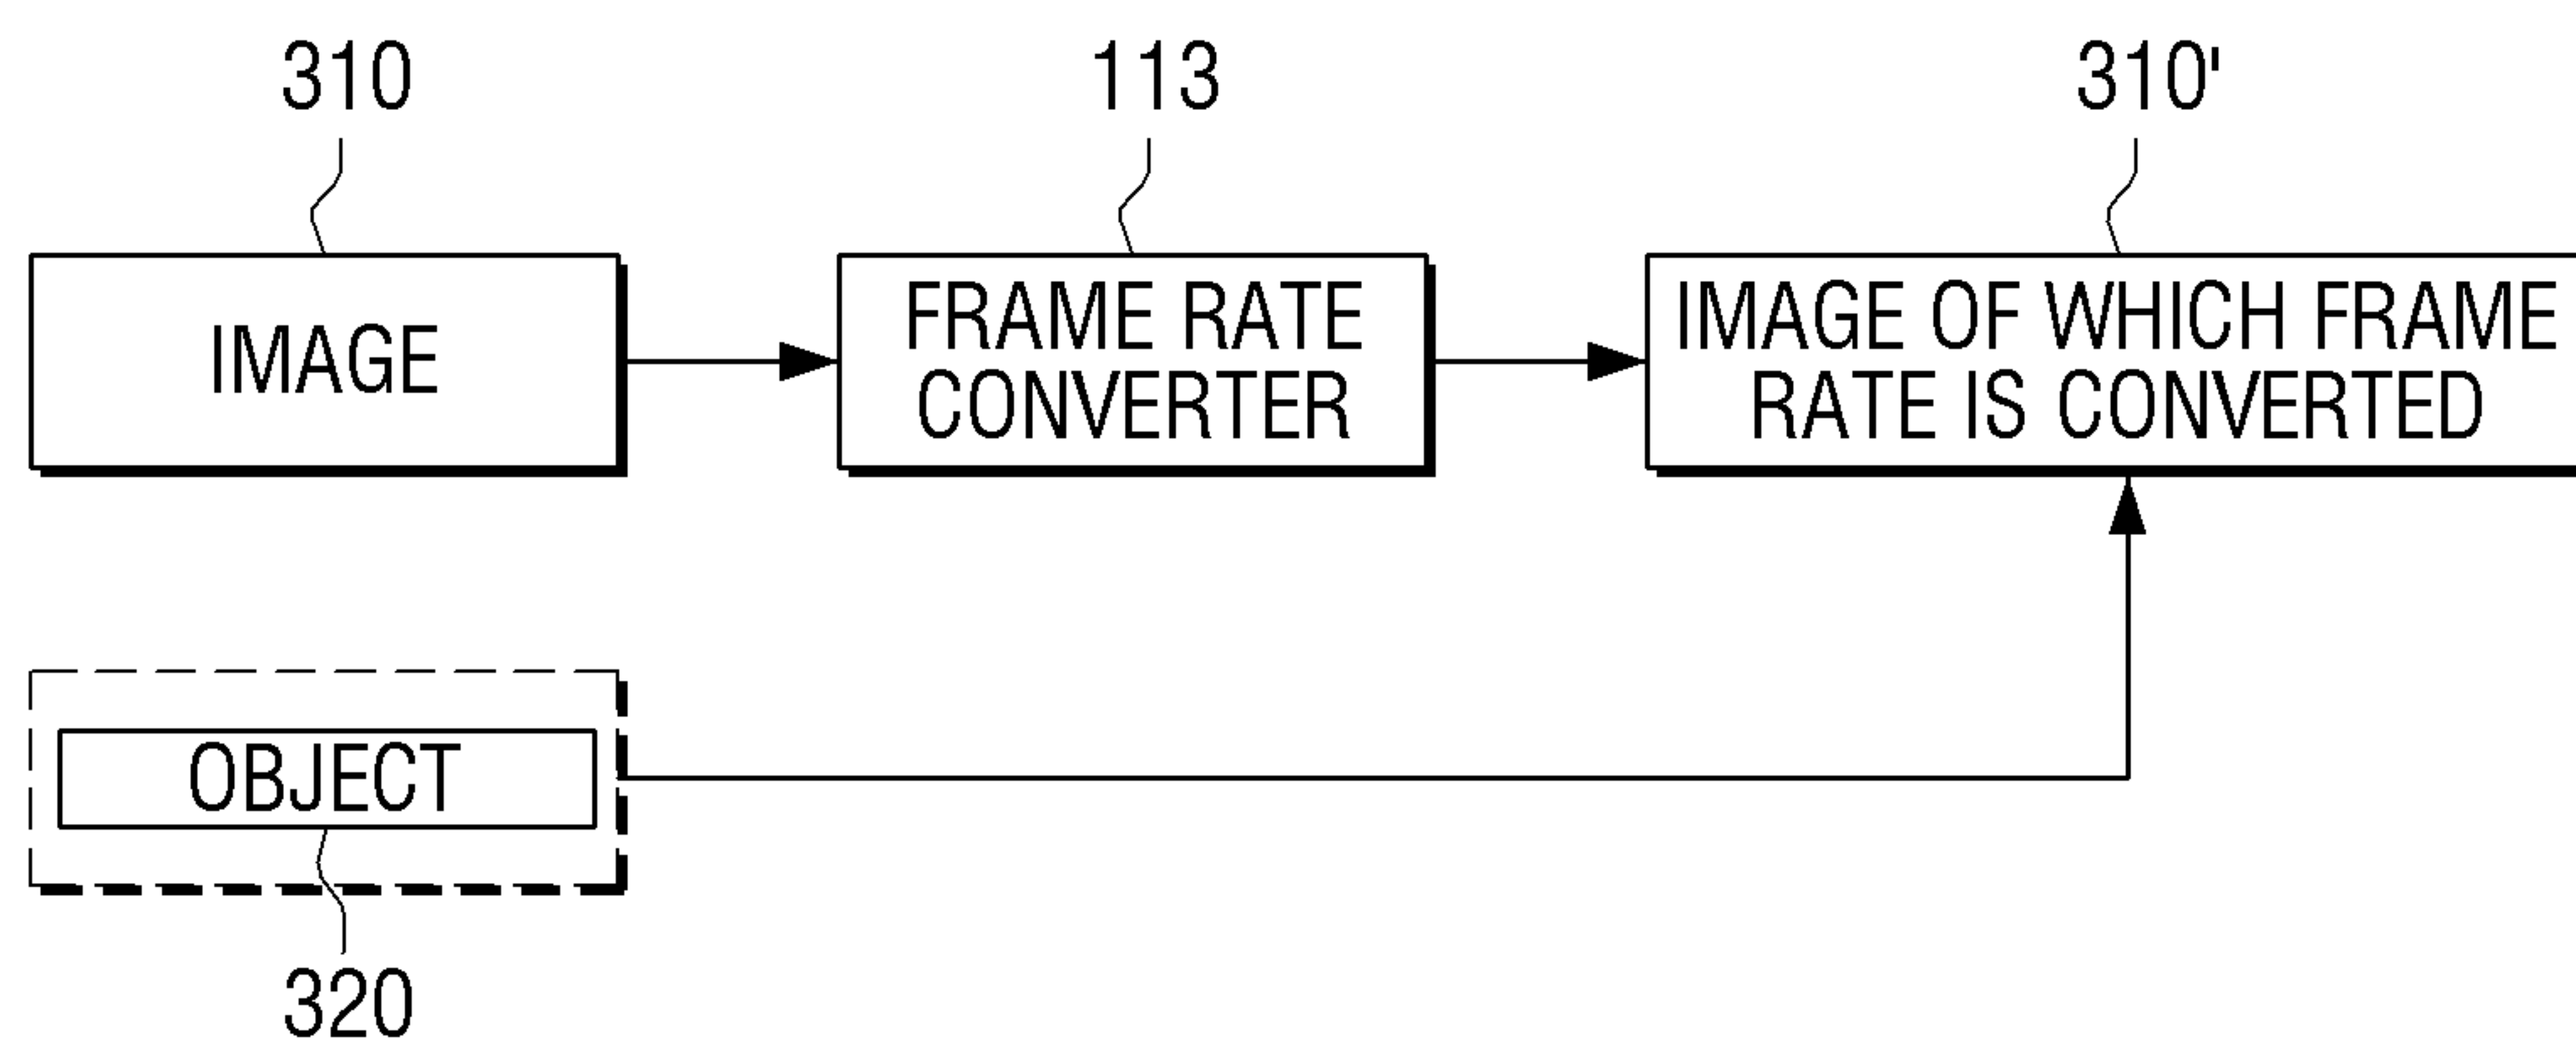 310
113
310'
IMAGE
FRAME RATE
CONVERTER
IMAGE OF WHICH FRAME
RATE IS CONVERTED
OBJECT
320